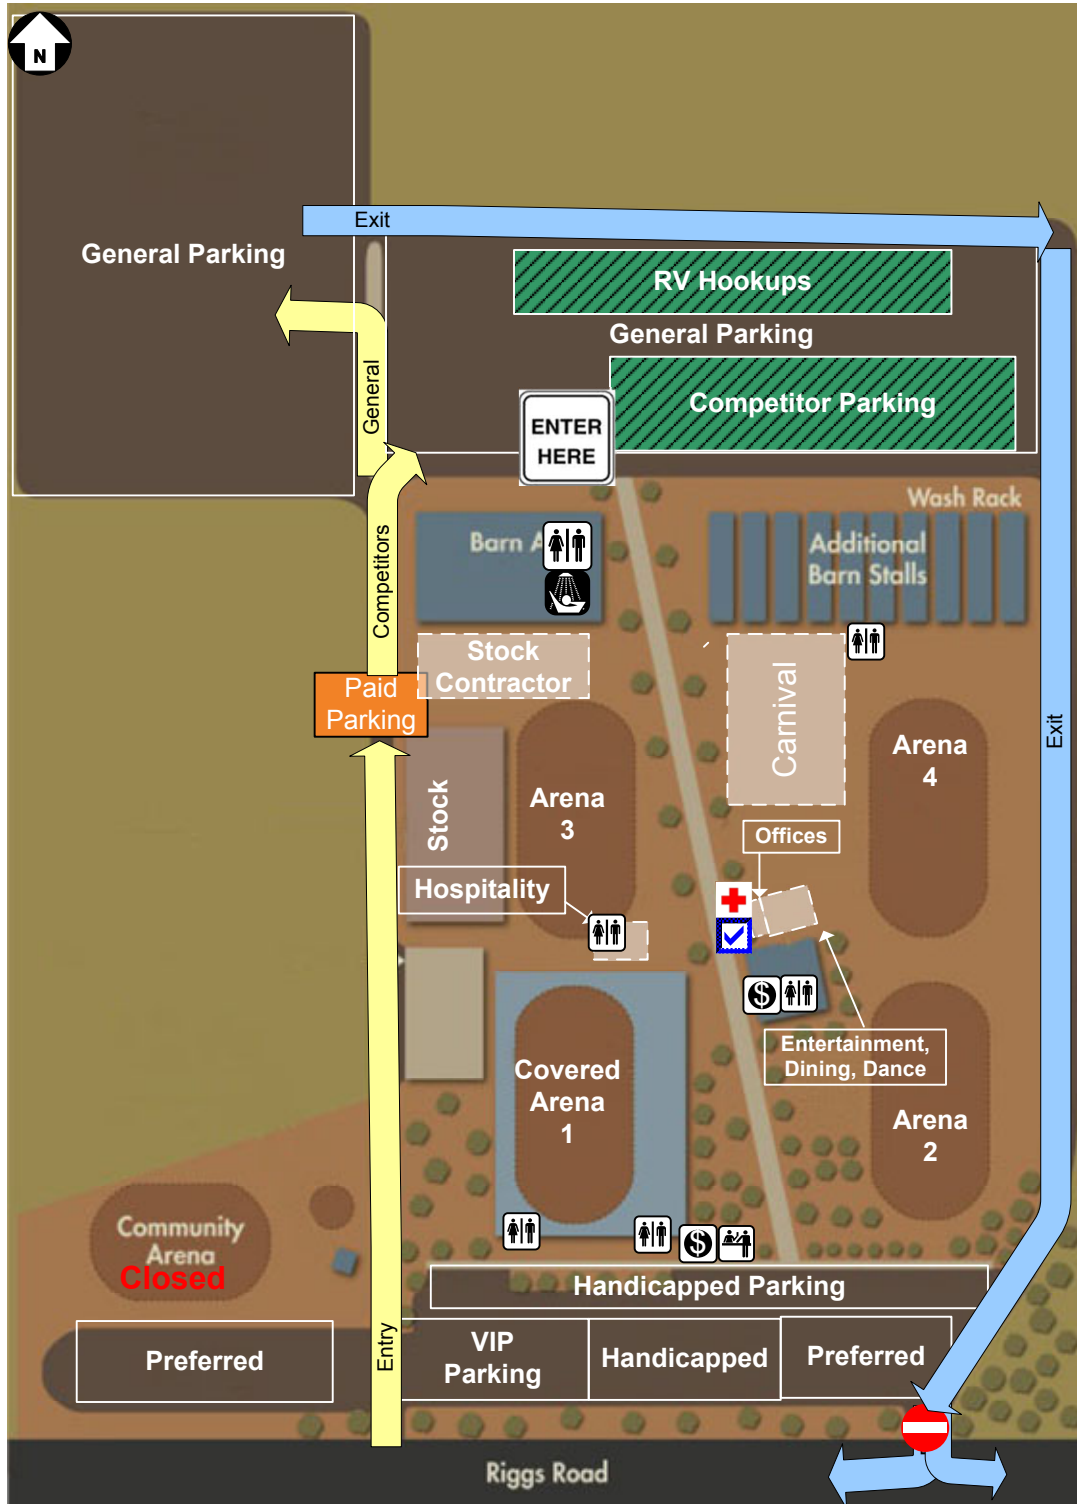 N
Exit
General Parking
RV Hookups
General Parking
General
Competitor Parking
ENTER
HERE
Wash Rack
Competitors
Barn A
Additional
Barn Stalls
Stock
Contractor
Paid
Parking
Carnival
Exit
Arena
4
Stock
Arena
3
Offices
Hospitality
$
Entertainment,
Dining, Dance
Covered
Arena
1
Arena
2
Community
Arena
Closed
$
Handicapped Parking
Entry
Preferred
VIP
Parking
Handicapped
Preferred
Riggs Road